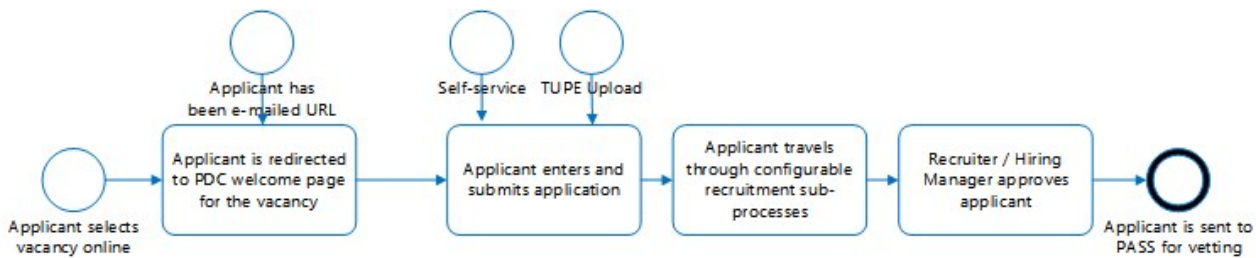 Applicant has
been e-mailed URL
Self-service
TUPE Upload
Applicant selects
vacancy online
Applicant is redirected
to PDC welcome page
for the vacancy
Applicant enters and
submits application
Applicant travels
through configurable
recruitment sub-
processes
Recruiter / Hiring
Manager approves
applicant
Applicant is sent to
PASS for vetting